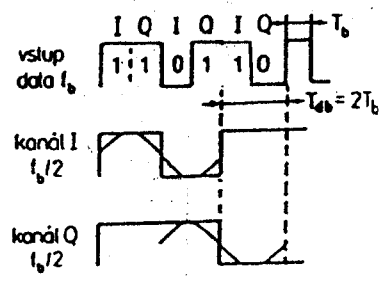 I Q I Q I Q
T_b
vstup
data f_b
1 1 0 1 1 0
T_db = 2T_b
kanál I
f_b/2
kanál Q
f_b/2